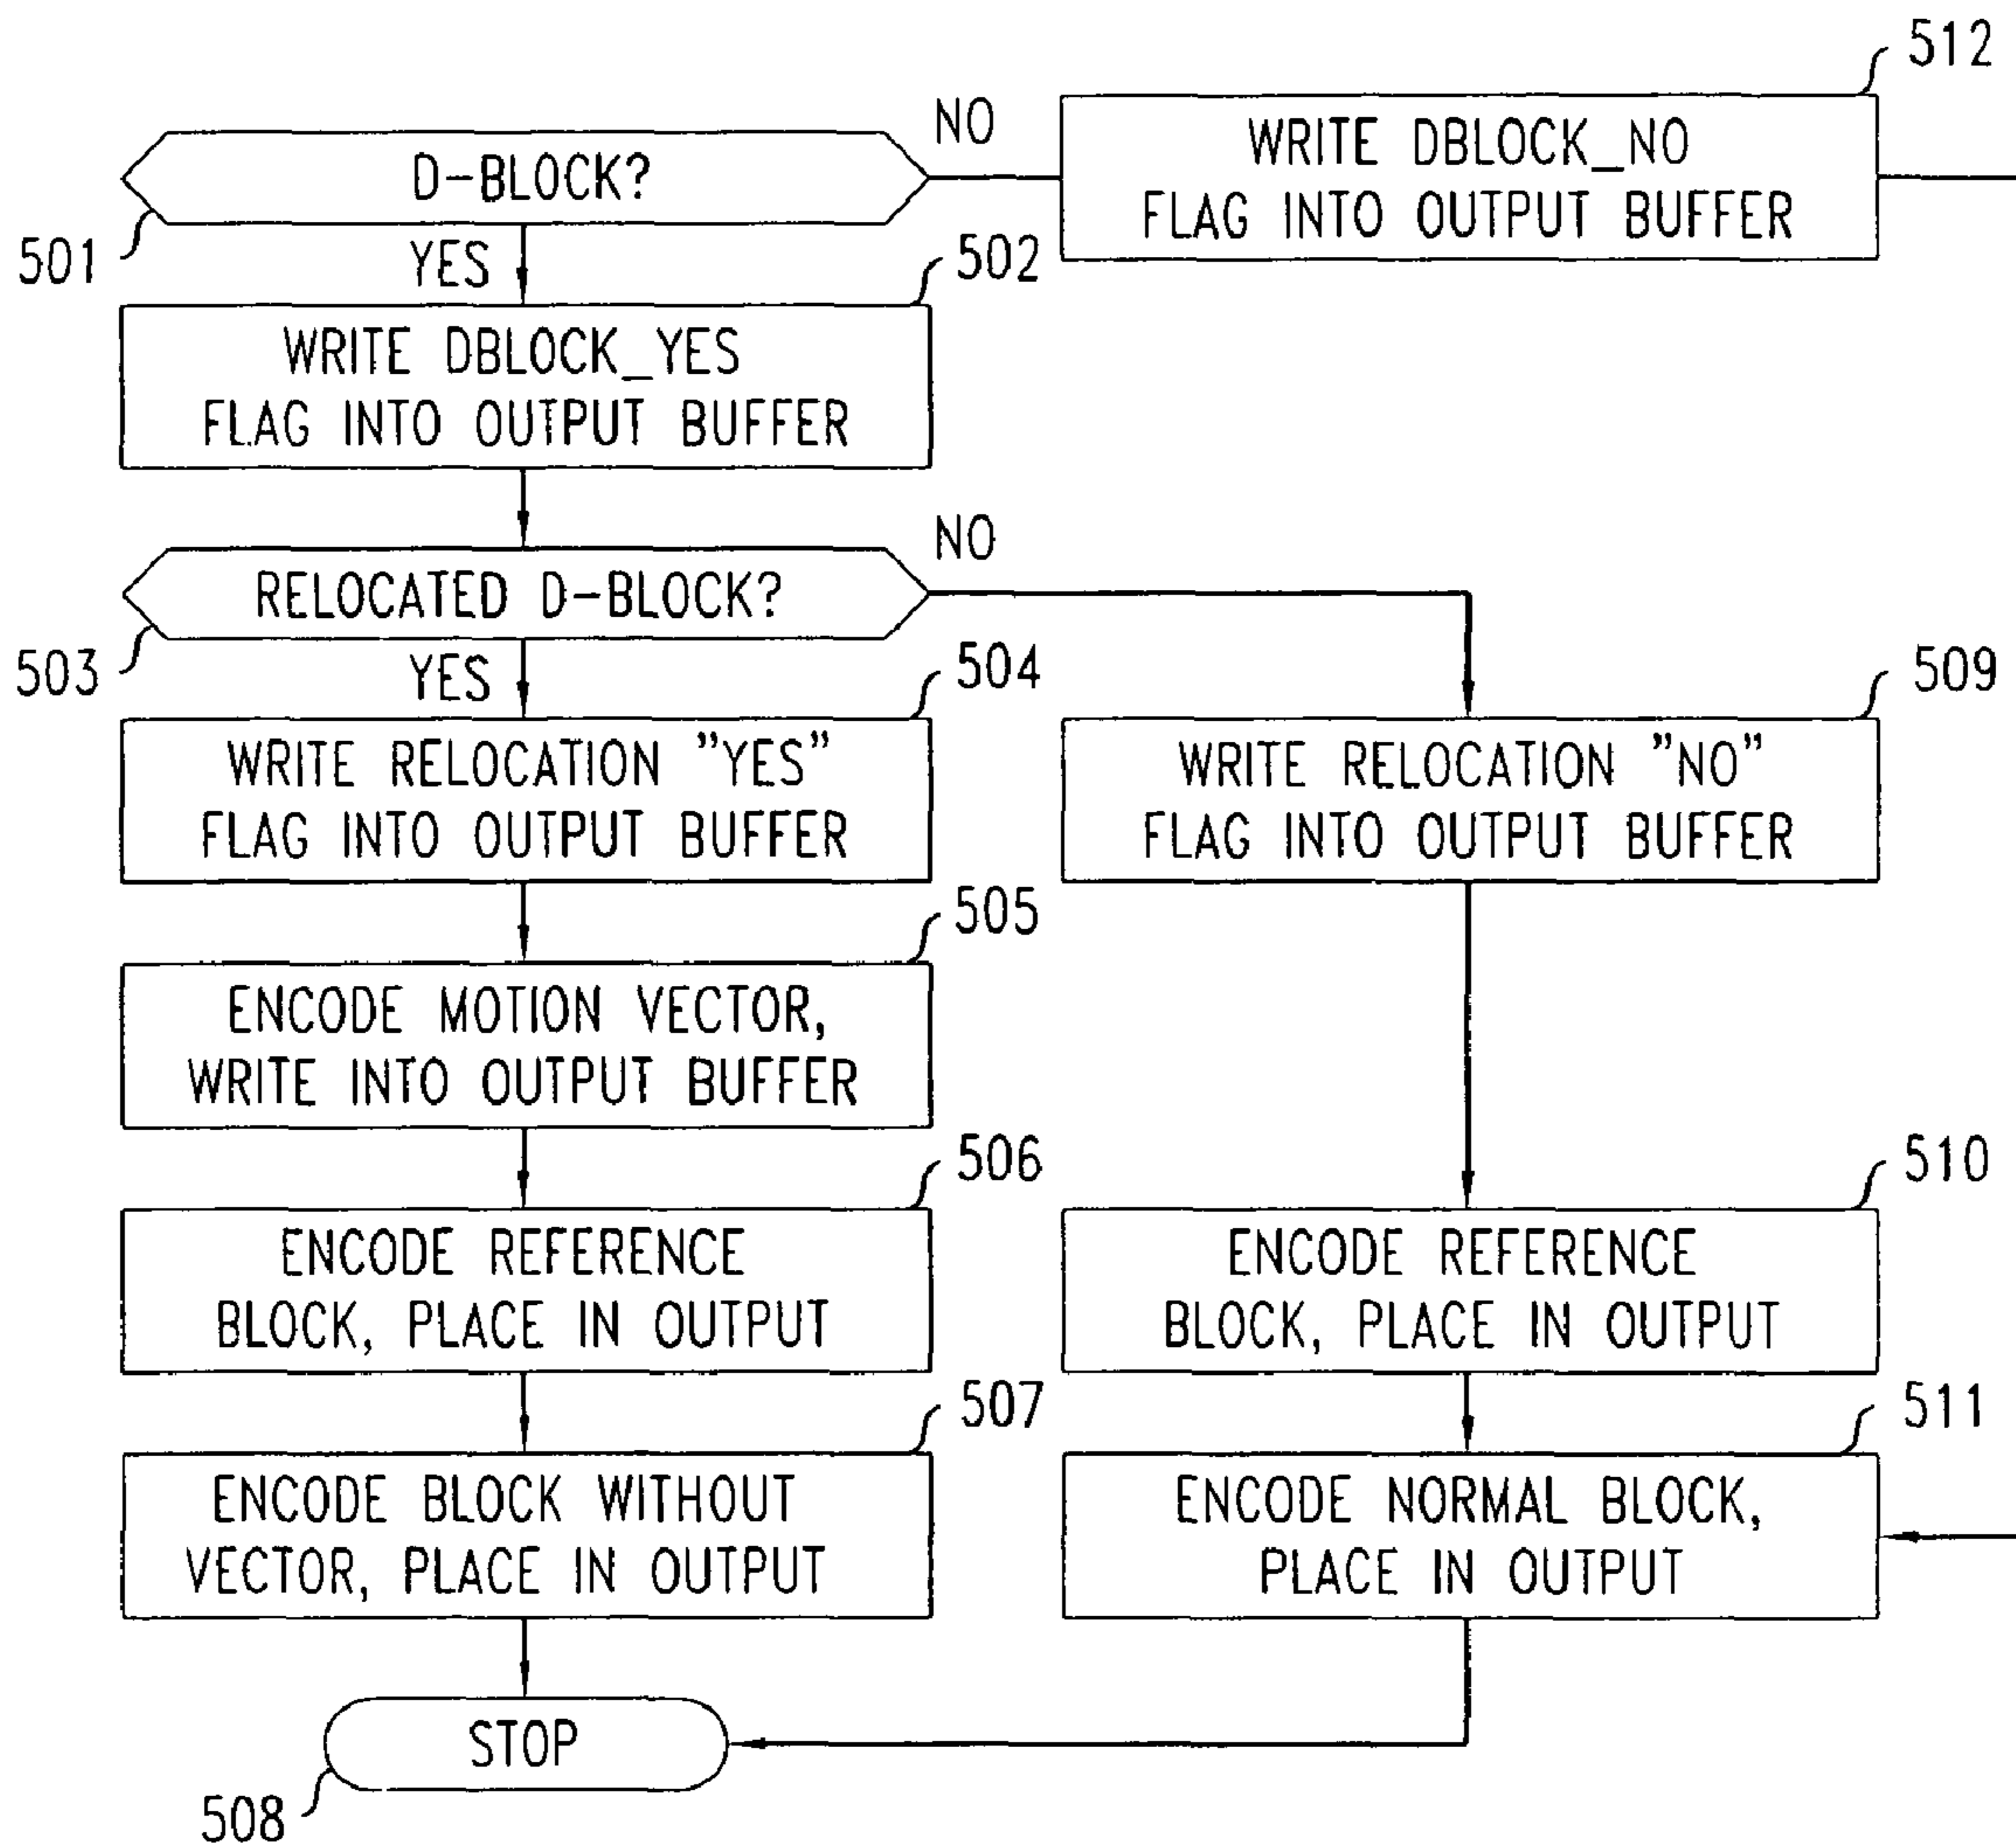 512
NO
D-BLOCK?
WRITE DBLOCK_NO
FLAG INTO OUTPUT BUFFER
501
YES
502
WRITE DBLOCK_YES
FLAG INTO OUTPUT BUFFER
NO
RELOCATED D-BLOCK?
503
YES
504
509
WRITE RELOCATION "YES"
FLAG INTO OUTPUT BUFFER
WRITE RELOCATION "NO"
FLAG INTO OUTPUT BUFFER
505
ENCODE MOTION VECTOR,
WRITE INTO OUTPUT BUFFER
506
510
ENCODE REFERENCE
BLOCK, PLACE IN OUTPUT
ENCODE REFERENCE
BLOCK, PLACE IN OUTPUT
507
511
ENCODE BLOCK WITHOUT
VECTOR, PLACE IN OUTPUT
ENCODE NORMAL BLOCK,
PLACE IN OUTPUT
STOP
508